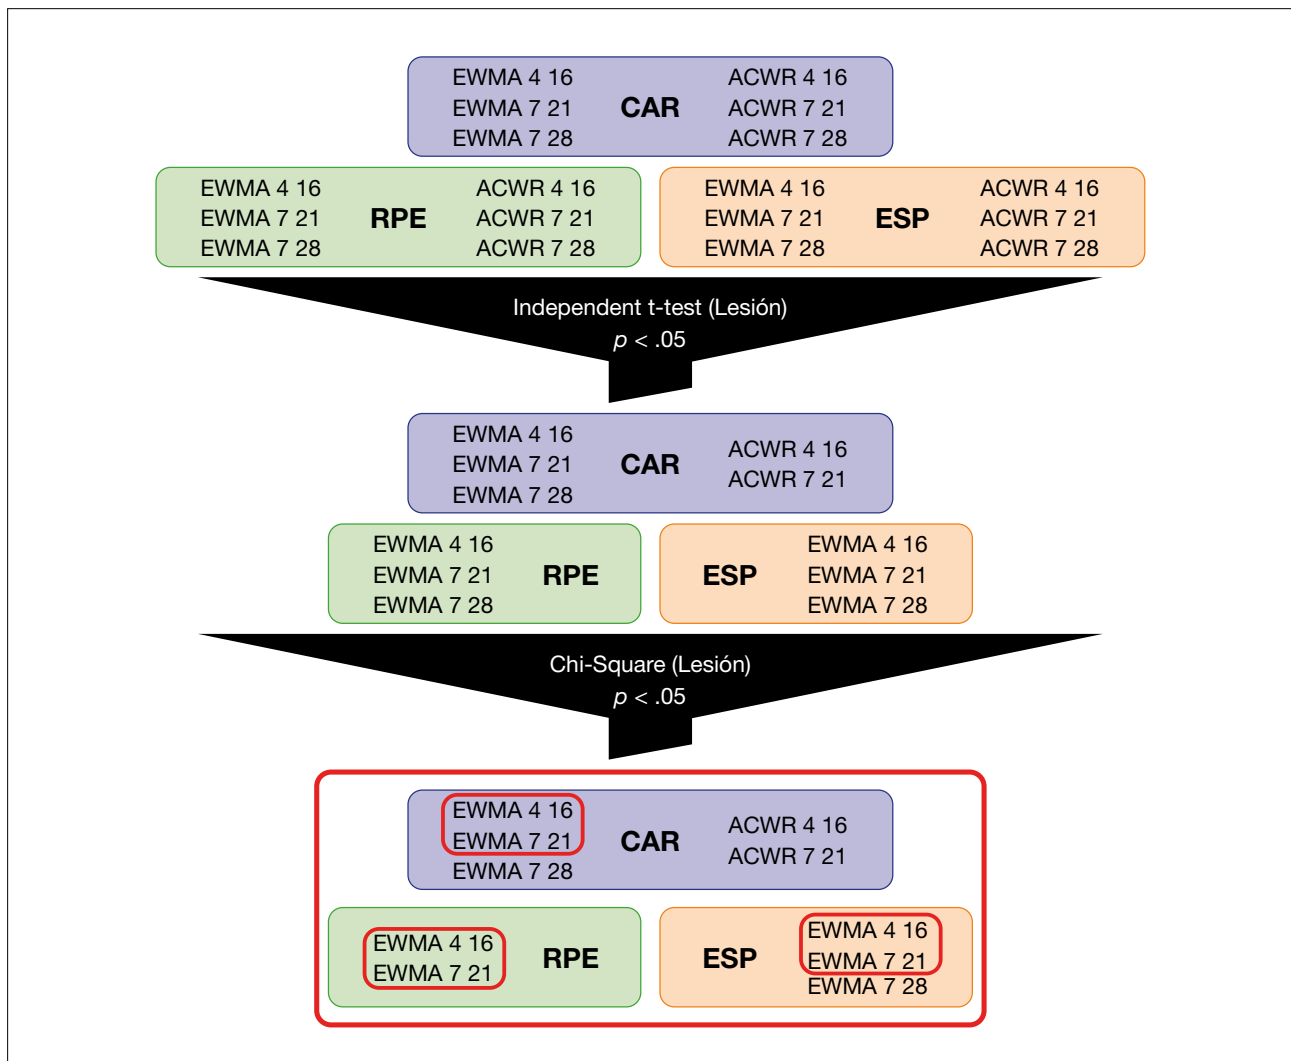 EWMA 4 16
EWMA 7 21
EWMA 7 28
CAR
ACWR 4 16
ACWR 7 21
ACWR 7 28
EWMA 4 16
EWMA 7 21
EWMA 7 28
RPE
ACWR 4 16
ACWR 7 21
ACWR 7 28
EWMA 4 16
EWMA 7 21
EWMA 7 28
ESP
ACWR 4 16
ACWR 7 21
ACWR 7 28
Independent t-test (Lesión)
p < .05
EWMA 4 16
EWMA 7 21
EWMA 7 28
CAR
ACWR 4 16
ACWR 7 21
EWMA 4 16
EWMA 7 21
EWMA 7 28
RPE
ESP
EWMA 4 16
EWMA 7 21
EWMA 7 28
Chi-Square (Lesión)
p < .05
EWMA 4 16
EWMA 7 21
EWMA 7 28
CAR
ACWR 4 16
ACWR 7 21
EWMA 4 16
EWMA 7 21
RPE
ESP
EWMA 4 16
EWMA 7 21
EWMA 7 28